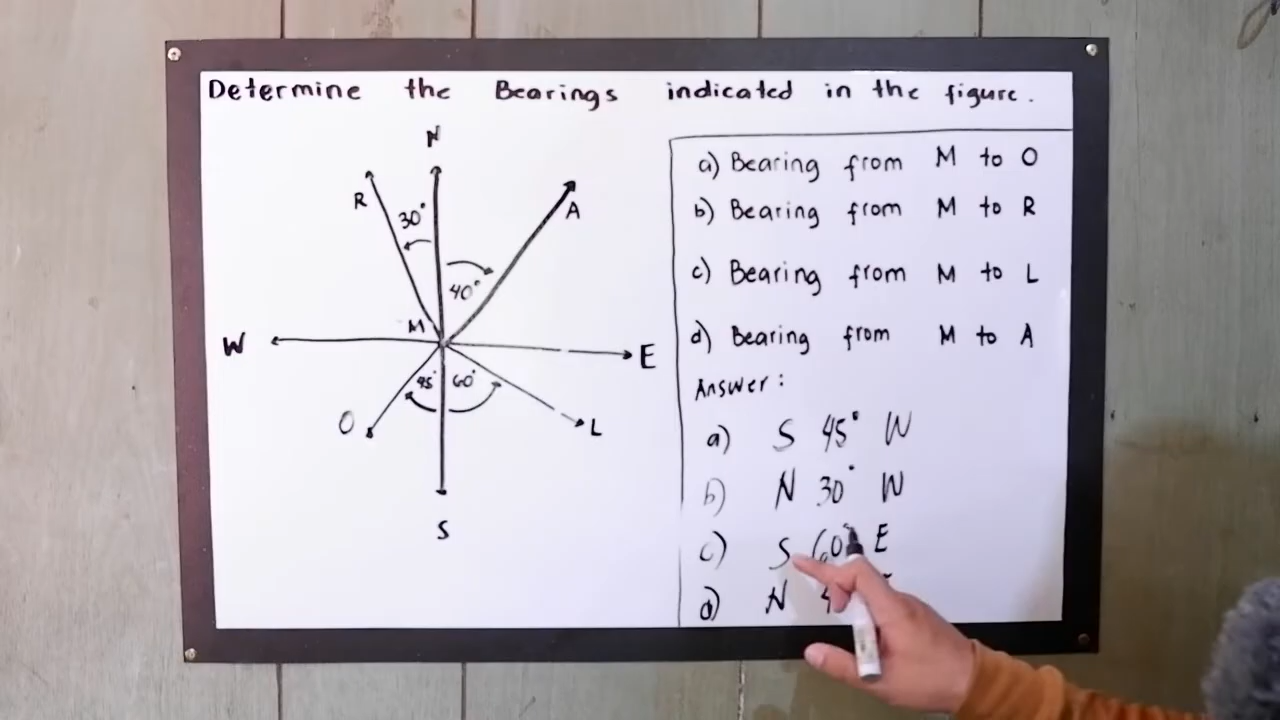 Determine the Bearings indicated in the figure.
N
R
30°
A
40°
M
W
E
45° 60°
O
L
S
a) Bearing from M to O
b) Bearing from M to R
c) Bearing from M to L
d) Bearing from M to A
Answer:
a) S 45° W
b) N 30° W
c) S 60° E
d) N